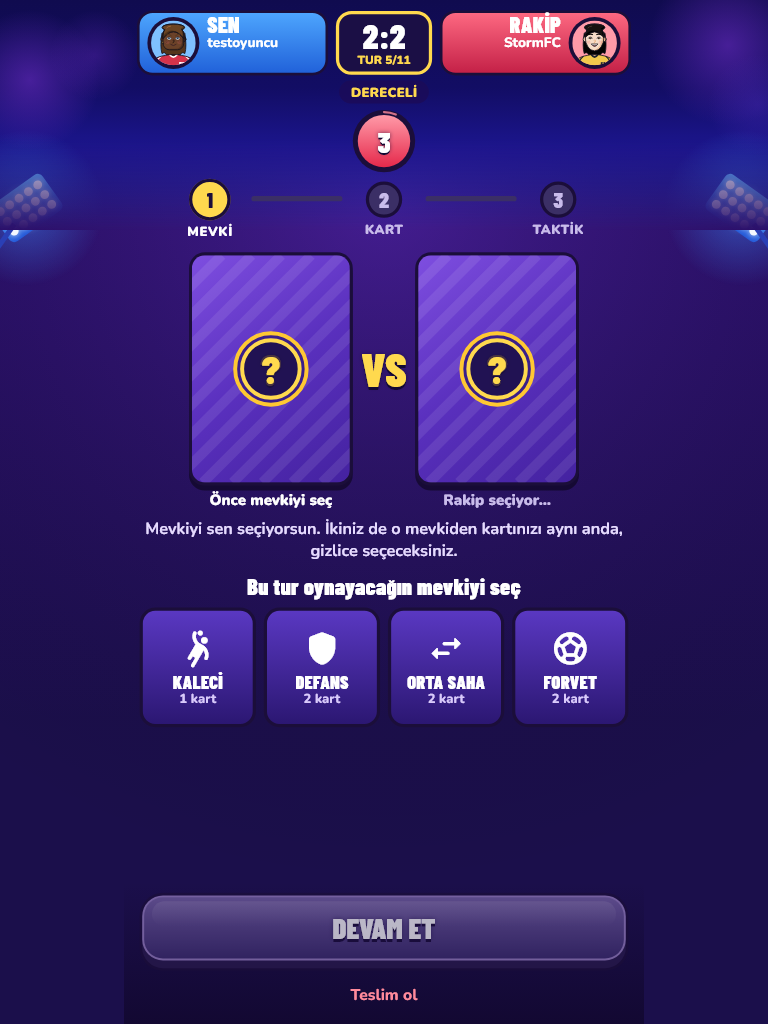 SEN
testoyuncu
2:2
TUR 5/11
RAKİP
StormFC
DERECELİ
3
1
2
3
MEVKİ
KART
TAKTİK
?
VS
?
Önce mevkiyi seç
Rakip seçiyor...
Mevkiyi sen seçiyorsun. İkiniz de o mevkiden kartınızı aynı anda,
gizlice seçeceksiniz.
Bu tur oynayacağın mevkiyi seç
KALECİ
1 kart
DEFANS
2 kart
ORTA SAHA
2 kart
FORVET
2 kart
DEVAM ET
Teslim ol